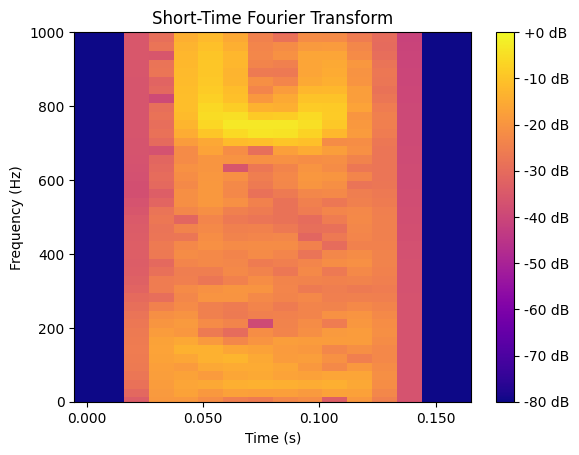 Short-Time Fourier Transform
1000
800
600
400
200
0
Frequency (Hz)
0.000
0.050
0.100
0.150
Time (s)
+0 dB
-10 dB
-20 dB
-30 dB
-40 dB
-50 dB
-60 dB
-70 dB
-80 dB